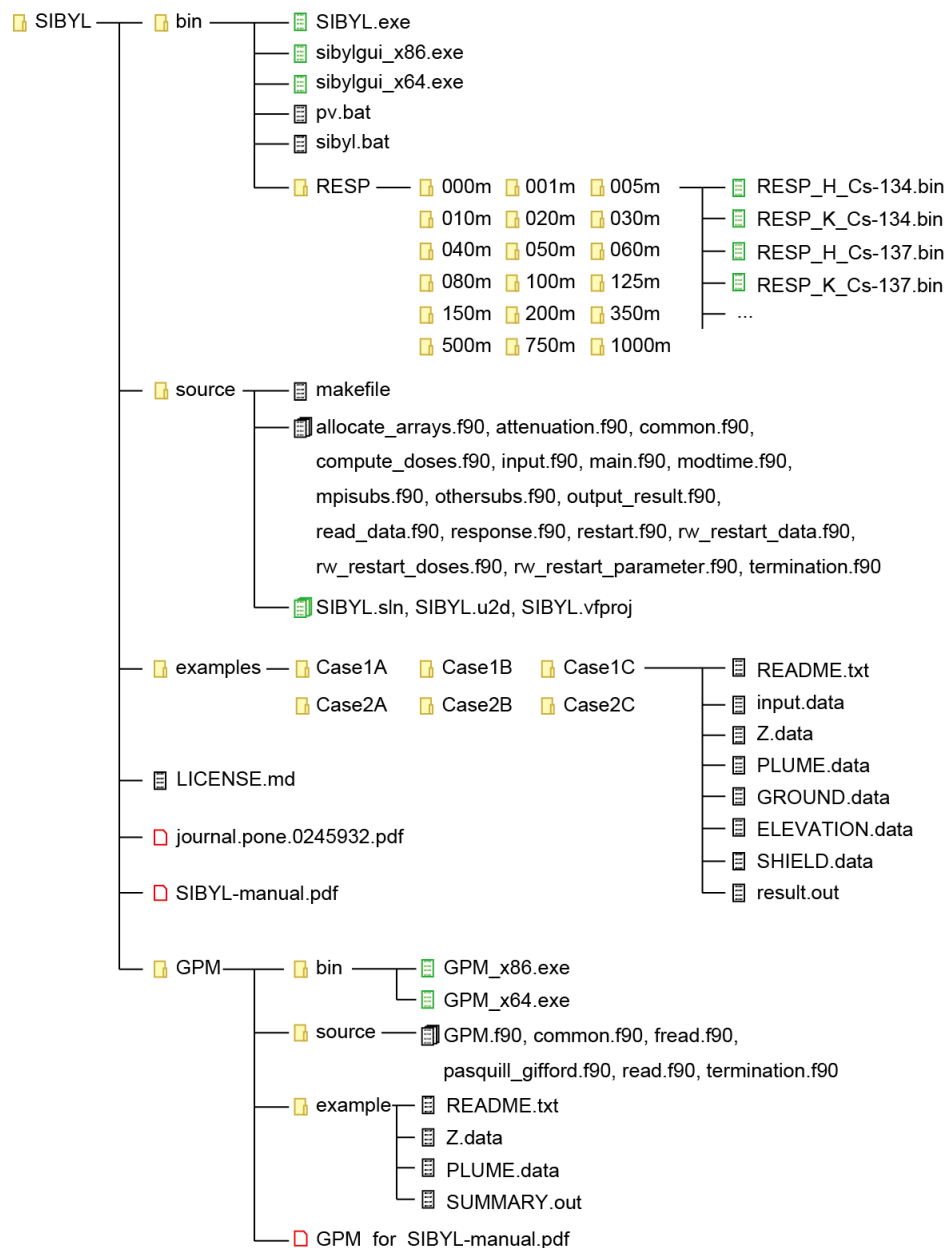 SIBYL
bin
SIBYL.exe
sibylgui_x86.exe
sibylgui_x64.exe
pv.bat
sibyl.bat
RESP
000m 001m 005m
010m 020m 030m
040m 050m 060m
080m 100m 125m
150m 200m 350m
500m 750m 1000m
RESP_H_Cs-134.bin
RESP_K_Cs-134.bin
RESP_H_Cs-137.bin
RESP_K_Cs-137.bin
...
source
makefile
allocate_arrays.f90, attenuation.f90, common.f90,
compute_doses.f90, input.f90, main.f90, modtime.f90,
mpisubs.f90, othersubs.f90, output_result.f90,
read_data.f90, response.f90, restart.f90, rw_restart_data.f90,
rw_restart_doses.f90, rw_restart_parameter.f90, termination.f90
SIBYL.sln, SIBYL.u2d, SIBYL.vfproj
examples
Case1A Case1B Case1C
Case2A Case2B Case2C
README.txt
input.data
Z.data
PLUME.data
GROUND.data
ELEVATION.data
SHIELD.data
result.out
LICENSE.md
journal.pone.0245932.pdf
SIBYL-manual.pdf
GPM
bin
GPM_x86.exe
GPM_x64.exe
source
GPM.f90, common.f90, fread.f90,
pasquill_gifford.f90, read.f90, termination.f90
example
README.txt
Z.data
PLUME.data
SUMMARY.out
GPM_for_SIBYL-manual.pdf